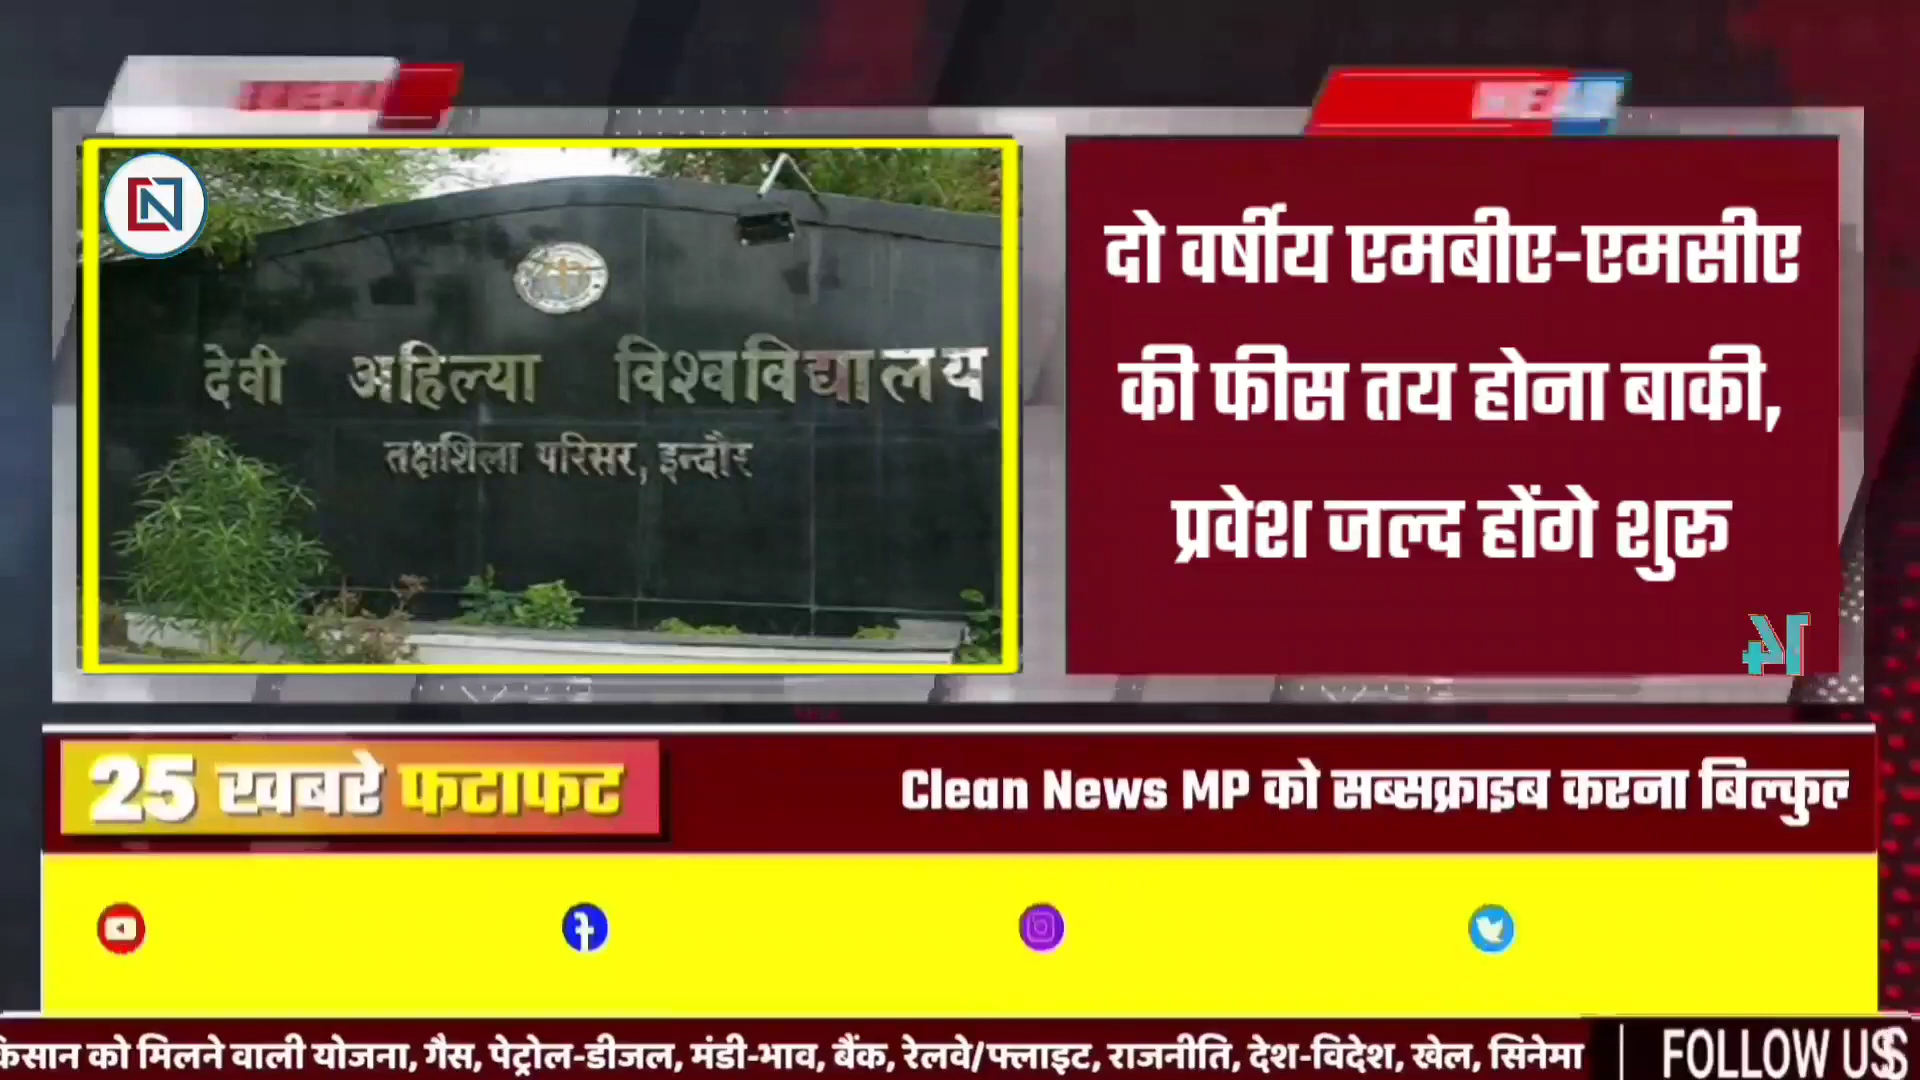 देवी अहिल्या विश्वविद्यालय
तक्षशिला परिसर, इन्दौर
दो वर्षीय एमबीए-एमसीए
की फीस तय होना बाकी,
प्रवेश जल्द होंगे शुरू
25 खबरे फटाफट
Clean News MP को सब्सक्राइब करना बिल्कुल
किसान को मिलने वाली योजना, गैस, पेट्रोल-डीजल, मंडी-भाव, बैंक, रेलवे/फ्लाइट, राजनीति, देश-विदेश, खेल, सिनेमा
FOLLOW US